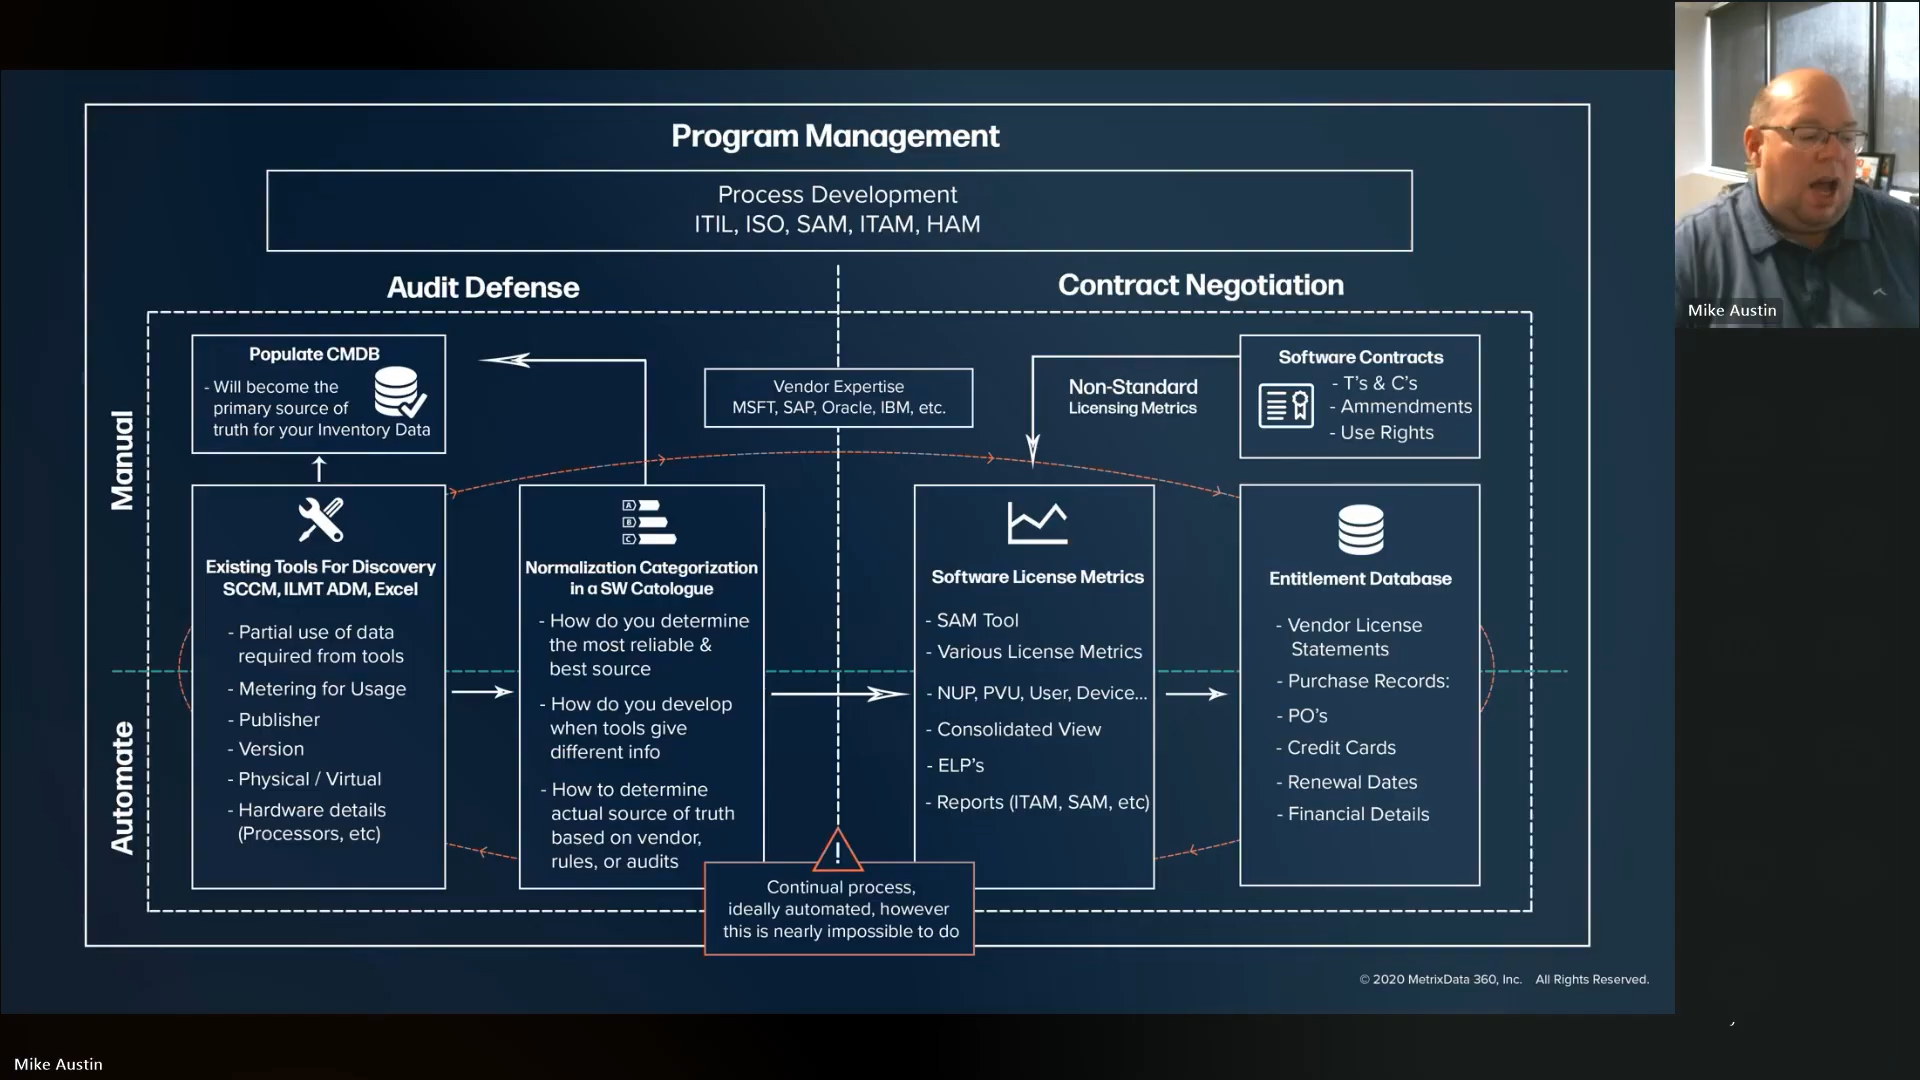 Program Management
Process Development
ITIL, ISO, SAM, ITAM, HAM
Audit Defense
Contract Negotiation
Manual
Automate
Populate CMDB
- Will become the
primary source of
truth for your Inventory Data
Vendor Expertise
MSFT, SAP, Oracle, IBM, etc.
Non-Standard
Licensing Metrics
Software Contracts
- T's & C's
- Ammendments
- Use Rights
Existing Tools For Discovery
SCCM, ILMT ADM, Excel
- Partial use of data
required from tools
- Metering for Usage
- Publisher
- Version
- Physical / Virtual
- Hardware details
(Processors, etc)
A
B
C
Normalization Categorization
in a SW Catologue
- How do you determine
the most reliable &
best source
- How do you develop
when tools give
different info
- How to determine
actual source of truth
based on vendor,
rules, or audits
Software License Metrics
- SAM Tool
- Various License Metrics
- NUP, PVU, User, Device...
- Consolidated View
- ELP's
- Reports (ITAM, SAM, etc)
Entitlement Database
- Vendor License
Statements
- Purchase Records:
- PO's
- Credit Cards
- Renewal Dates
- Financial Details
!
Continual process,
ideally automated, however
this is nearly impossible to do
© 2020 MetrixData 360, Inc. All Rights Reserved.
Mike Austin
Mike Austin